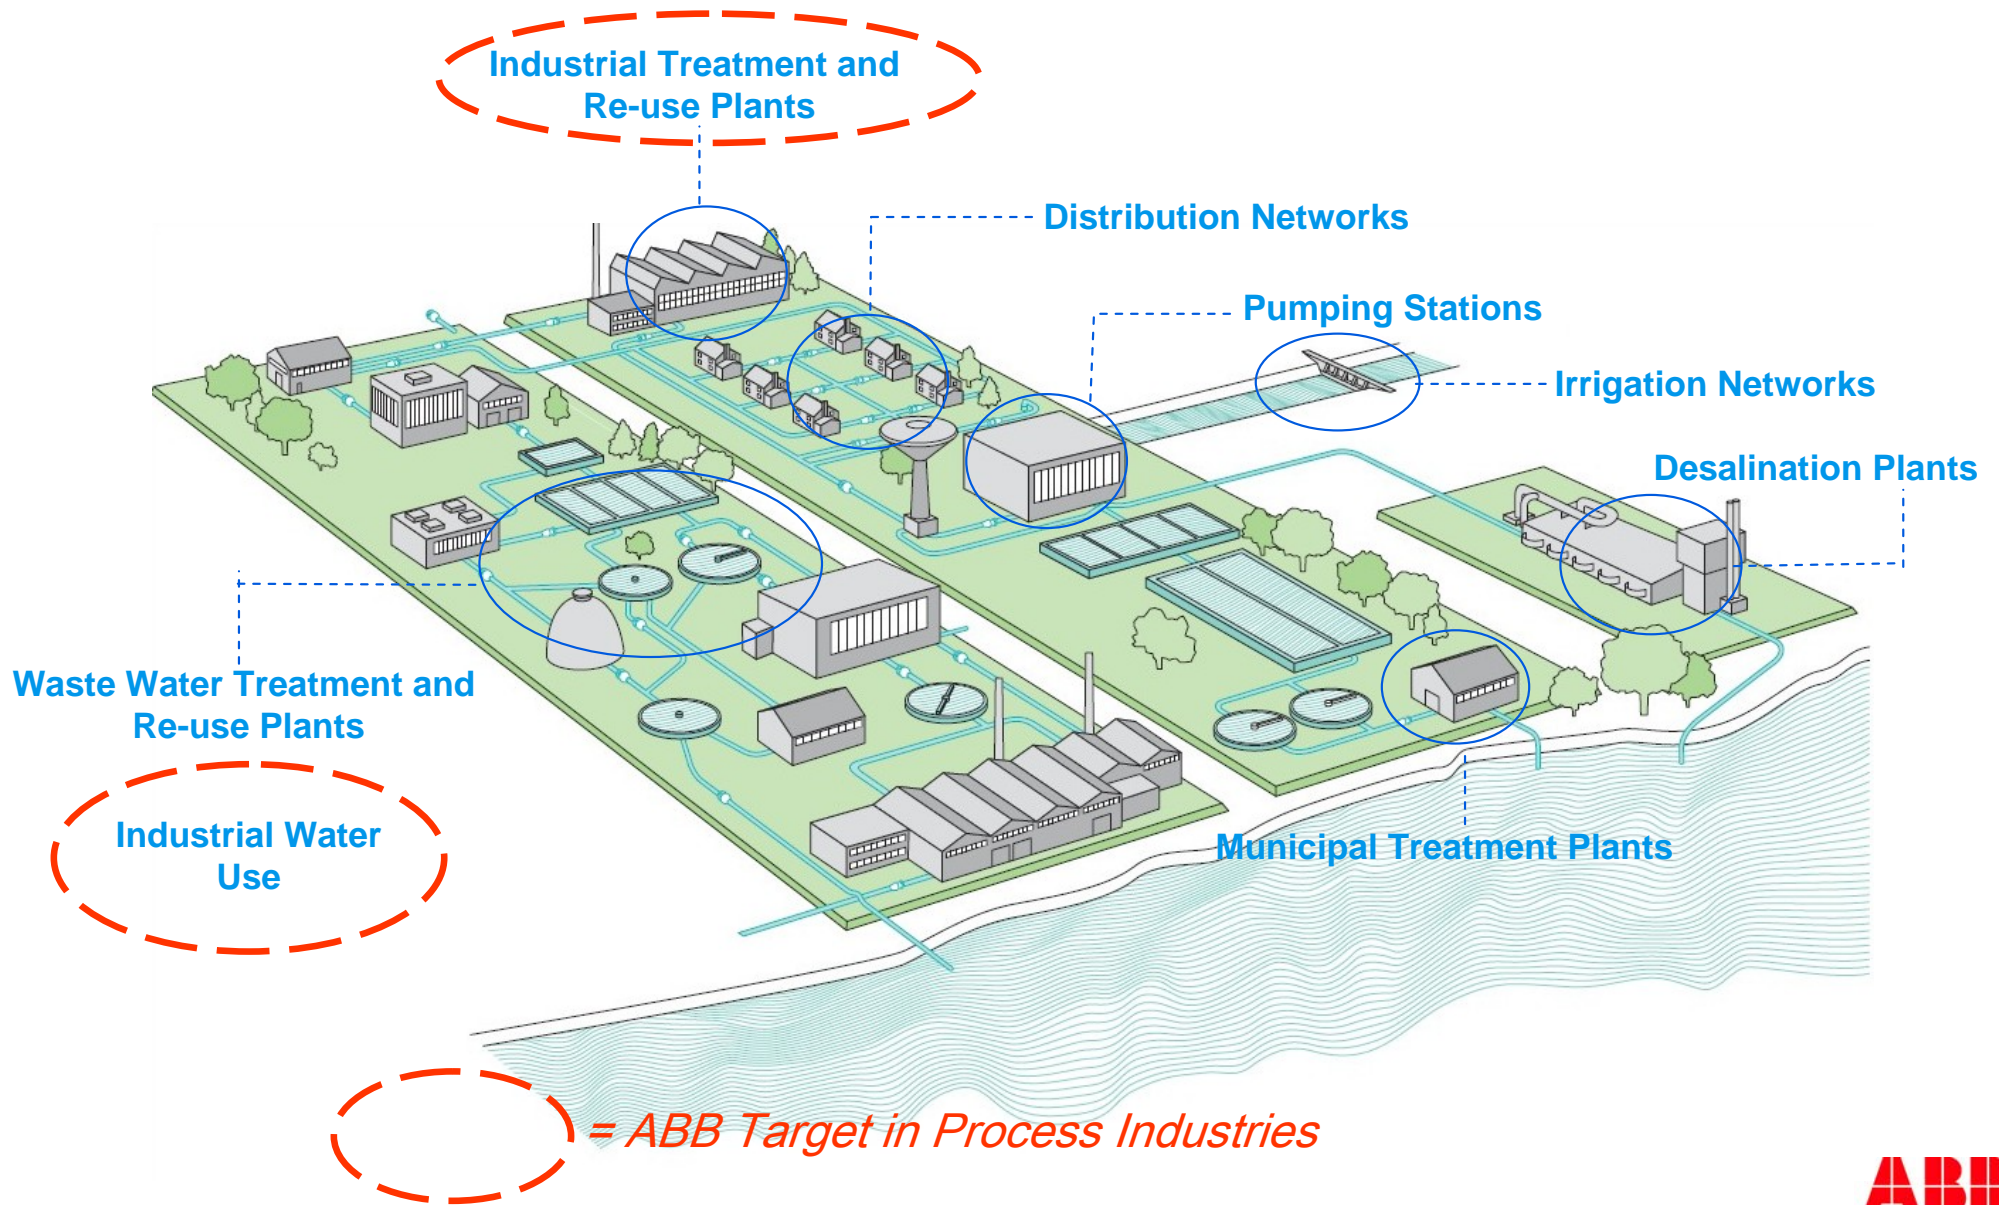 Industrial Treatment and
Re-use Plants
Distribution Networks
Pumping Stations
Irrigation Networks
Desalination Plants
Waste Water Treatment and
Re-use Plants
Industrial Water
Use
Municipal Treatment Plants
= ABB Target in Process Industries
ABB